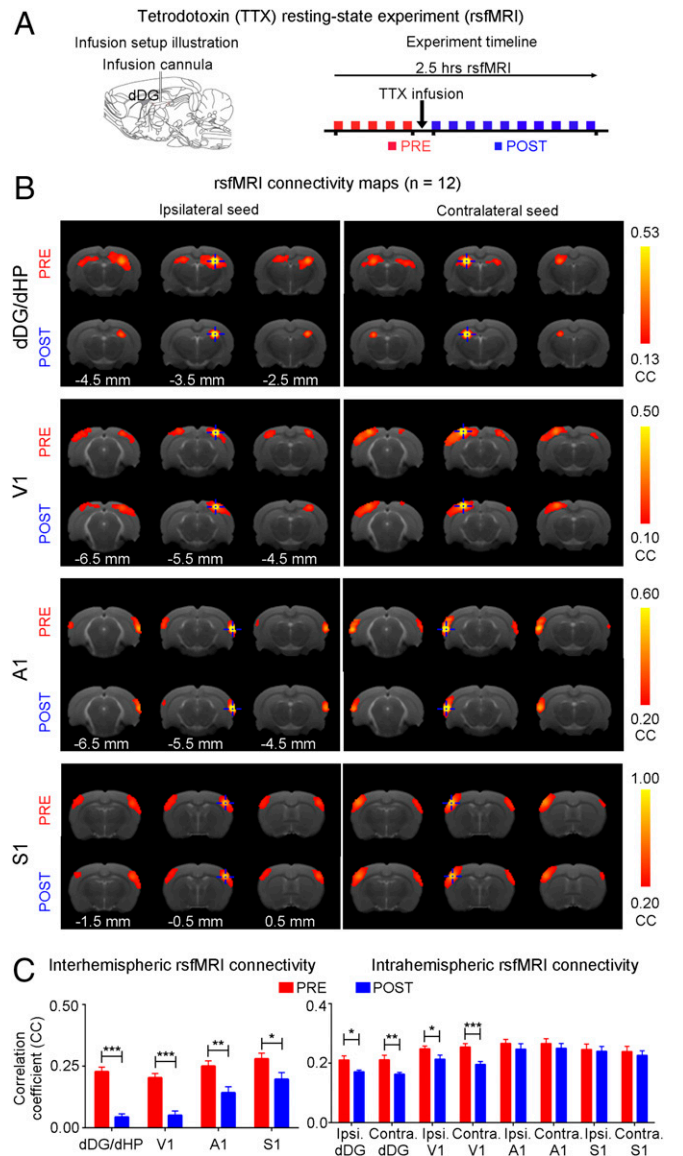 A
Tetrodotoxin (TTX) resting-state experiment (rsfMRI)
Infusion setup illustration
Infusion cannula
dDG
Experiment timeline
2.5 hrs rsfMRI
TTX infusion
PRE
POST
B
rsfMRI connectivity maps (n = 12)
Ipsilateral seed
Contralateral seed
dDG/dHP
PRE
POST
-4.5 mm
-3.5 mm
-2.5 mm
0.53
0.13
CC
V1
PRE
POST
-6.5 mm
-5.5 mm
-4.5 mm
0.50
0.10
CC
A1
PRE
POST
-6.5 mm
-5.5 mm
-4.5 mm
0.60
0.20
CC
S1
PRE
POST
-1.5 mm
-0.5 mm
0.5 mm
1.00
0.20
CC
C
Interhemispheric rsfMRI connectivity
Intrahemispheric rsfMRI connectivity
PRE
POST
Correlation
coefficient (CC)
0.50
0.25
0.00
***
***
**
*
dDG/dHP
V1
A1
S1
0.4
0.2
0.0
*
**
*
***
Ipsi. dDG
Contra. dDG
Ipsi. V1
Contra. V1
Ipsi. A1
Contra. A1
Ipsi. S1
Contra. S1